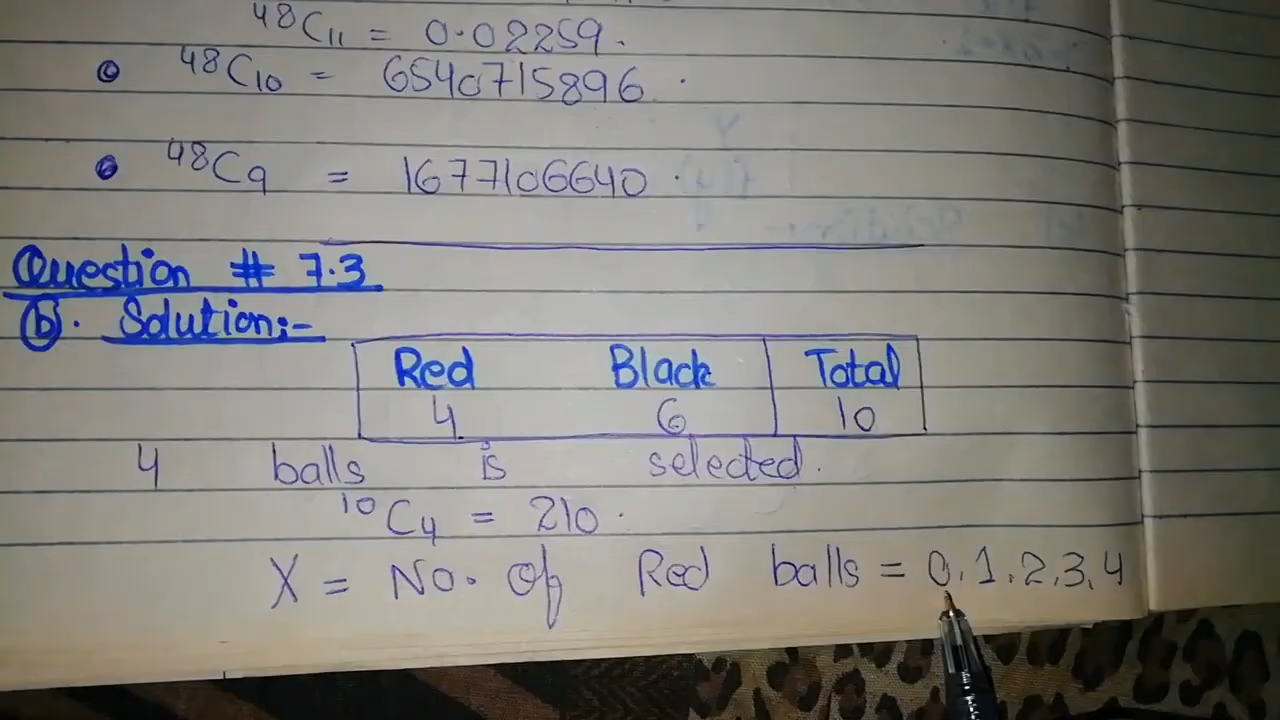 48C11 = 0.02259.
48C10 = 6540715896.
48C9 = 1677106640.
Question # 7.3
(b). Solution:-
Red Black Total
4 6 10
4 balls is selected.
10C4 = 210.
X = No. Of Red balls = 0,1,2,3,4